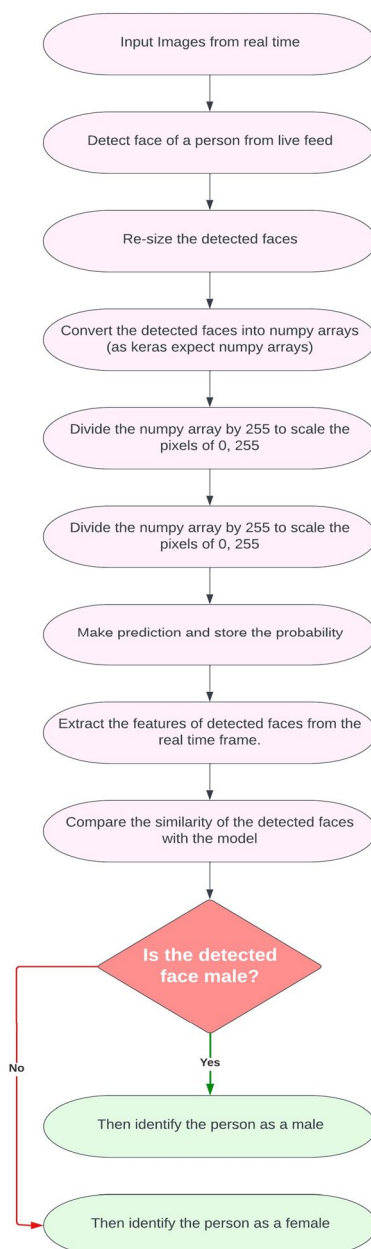 Input Images from real time
Detect face of a person from live feed
Re-size the detected faces
Convert the detected faces into numpy arrays
(as keras expect numpy arrays)
Divide the numpy array by 255 to scale the
pixels of 0, 255
Divide the numpy array by 255 to scale the
pixels of 0, 255
Make prediction and store the probability
Extract the features of detected faces from the
real time frame.
Compare the similarity of the detected faces
with the model
Is the detected
face male?
Yes
No
Then identify the person as a male
Then identify the person as a female